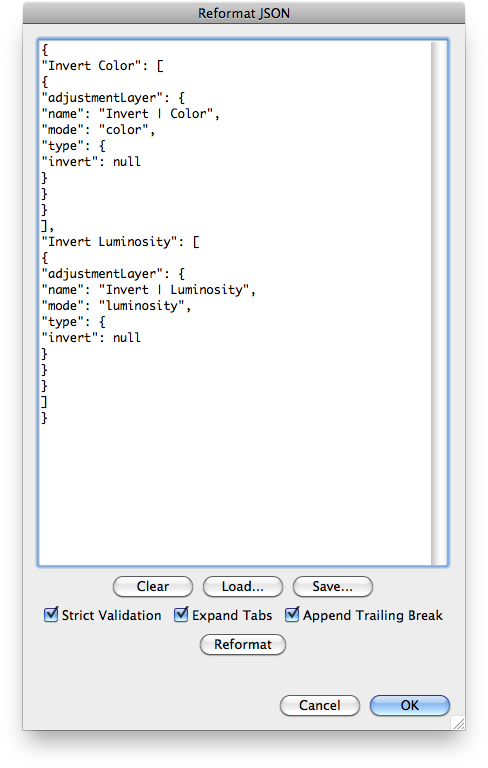 Reformat JSON
{
"Invert Color": [
{
"adjustmentLayer": {
"name": "Invert | Color",
"mode": "color",
"type": {
"invert": null
}
}
}
],
"Invert Luminosity": [
{
"adjustmentLayer": {
"name": "Invert | Luminosity",
"mode": "luminosity",
"type": {
"invert": null
}
}
}
]
}
Clear Load... Save...
Strict Validation Expand Tabs Append Trailing Break
Reformat
Cancel OK